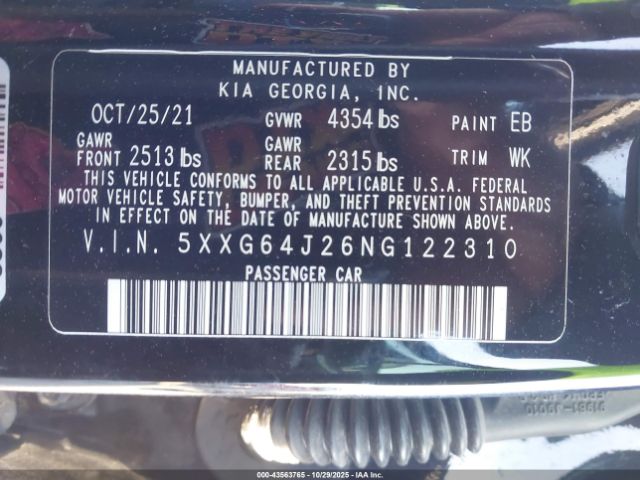 MANUFACTURED BY
KIA GEORGIA, INC.
OCT/25/21 GVWR 4354 lbs PAINT EB
GAWR FRONT 2513 lbs GAWR REAR 2315 lbs TRIM WK
THIS VEHICLE CONFORMS TO ALL APPLICABLE U.S.A. FEDERAL
MOTOR VEHICLE SAFETY, BUMPER, AND THEFT PREVENTION STANDARDS
IN EFFECT ON THE DATE OF MANUFACTURE SHOWN ABOVE.
V.I.N. 5XXG64J26NG122310
PASSENGER CAR
91981-L9010
000-43563765 - 10/29/2025 - IAA Inc.